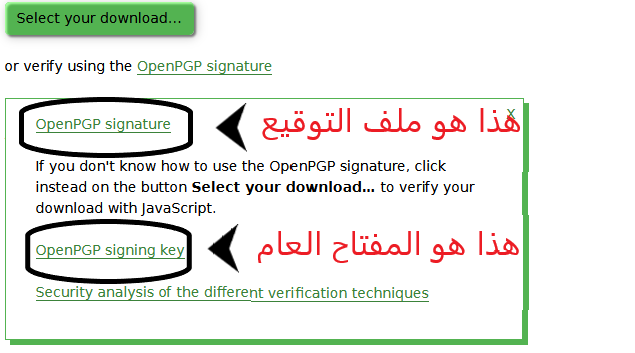 Select your download...
or verify using the OpenPGP signature
X
OpenPGP signature
هذا هو ملف التوقيع
If you don't know how to use the OpenPGP signature, click
instead on the button Select your download... to verify your
download with JavaScript.
OpenPGP signing key
هذا هو المفتاح العام
Security analysis of the different verification techniques